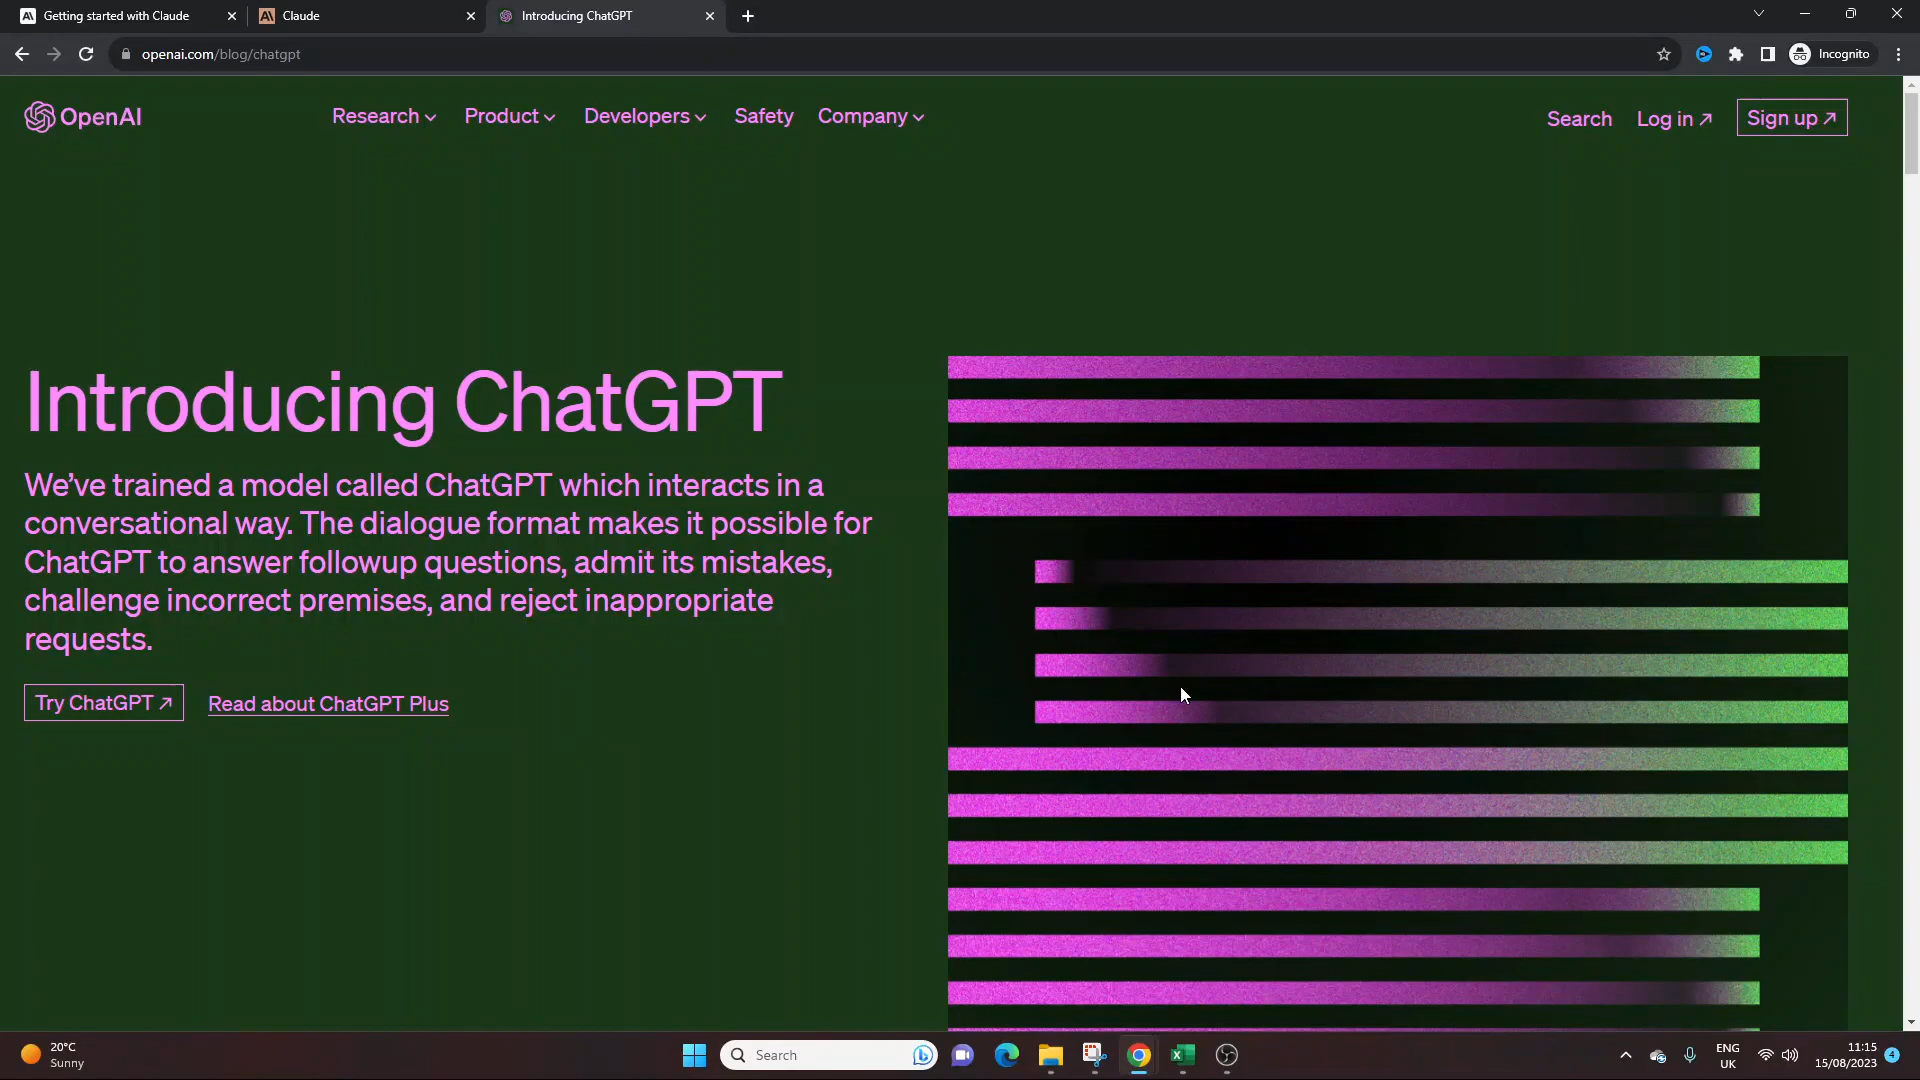 Getting started with Claude
Claude
Introducing ChatGPT
openai.com/blog/chatgpt
Incognito
OpenAI
Research
Product
Developers
Safety
Company
Search
Log in ↗
Sign up ↗
Introducing ChatGPT
We’ve trained a model called ChatGPT which interacts in a
conversational way. The dialogue format makes it possible for
ChatGPT to answer followup questions, admit its mistakes,
challenge incorrect premises, and reject inappropriate
requests.
Try ChatGPT ↗
Read about ChatGPT Plus
20°C
Sunny
Search
ENG
UK
11:15
15/08/2023
4